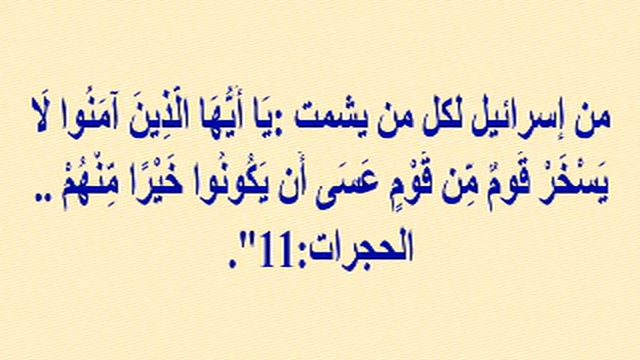 من إسرائيل لكل من يشمت :يَا أَيُّهَا الَّذِينَ آمَنُوا لَا
يَسْخَرْ قَومٌ مِّن قَوْمٍ عَسَى أَن يَكُونُوا خَيْرًا مِّنْهُمْ ..
الحجرات:11".